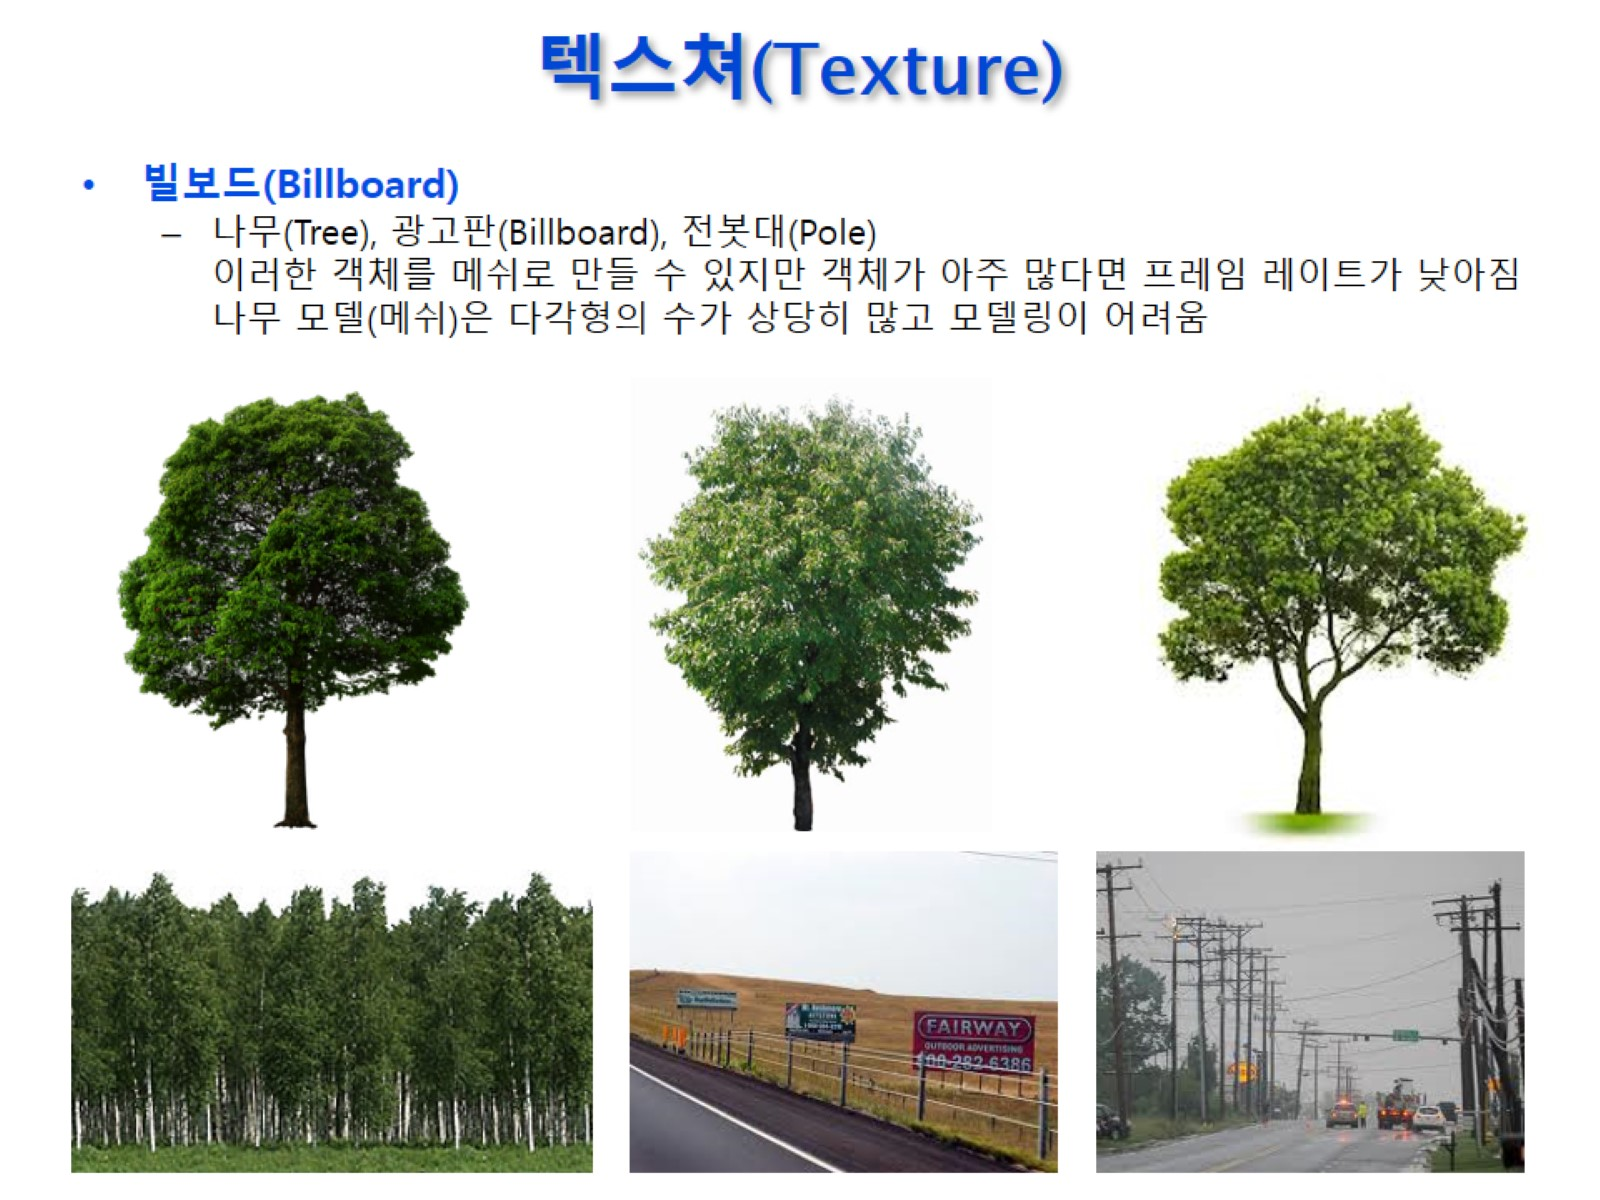 텍스쳐(Texture)
• 빌보드(Billboard)
– 나무(Tree), 광고판(Billboard), 전봇대(Pole)
이러한 객체를 메쉬로 만들 수 있지만 객체가 아주 많다면 프레임 레이트가 낮아짐
나무 모델(메쉬)은 다각형의 수가 상당히 많고 모델링이 어려움
FAIRWAY
OUTDOOR ADVERTISING